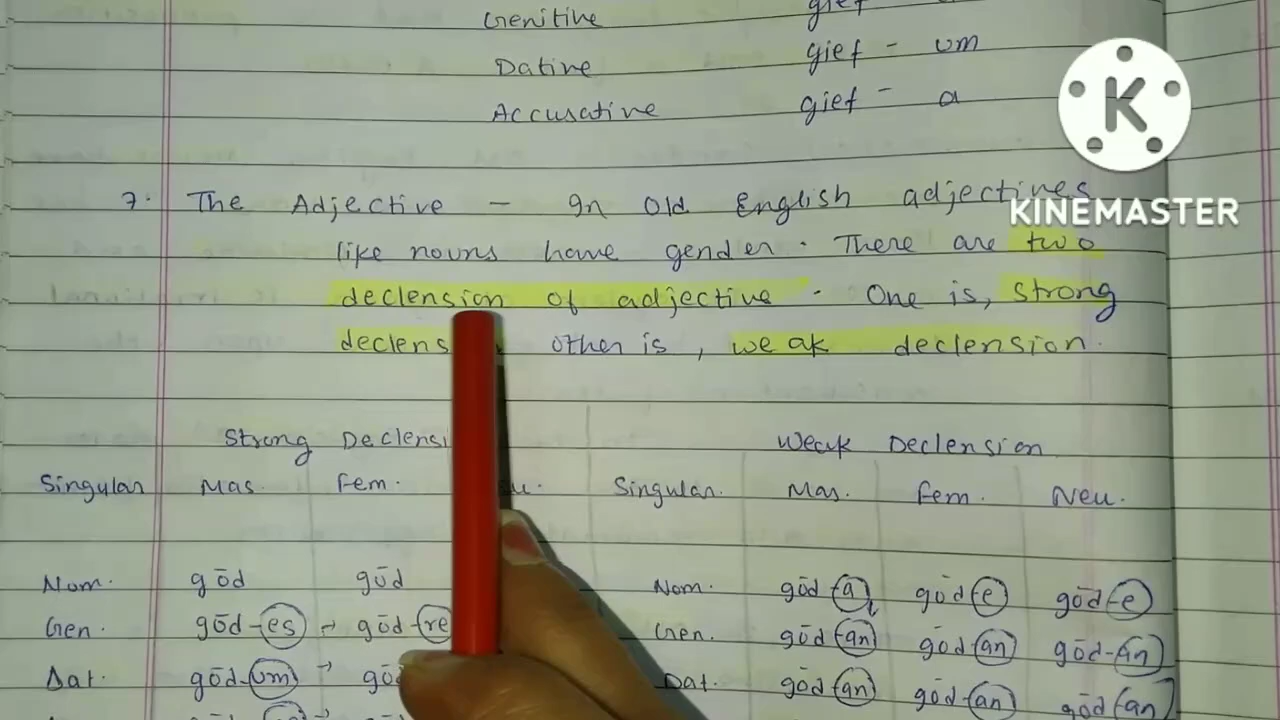 Genitive gief -
Dative gief - um
Accusative gief - a
K
KINEMASTER
7. The Adjective - In Old English adjectives
like nouns have gender. There are two
declension of adjective. One is, strong
declens other is, weak declension.
Strong Declensi Weak Declension
Singular Mas. Fem. u. Singular. Mas. Fem. Neu.
Nom. gōd gōd Nom. gōd-a gōd-e gōd-e
Gen. gōd-es → gōd-re Gen. gōd-an gōd-an gōd-an
Dat. gōd-um → gō Dat. gōd-an gōd-an gōd-an